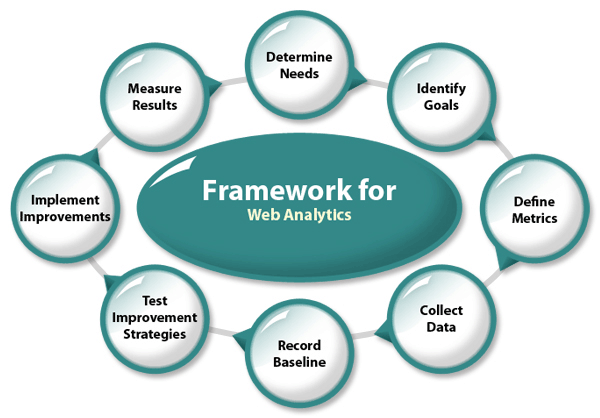 Framework for
Web Analytics
Determine
Needs
Identify
Goals
Define
Metrics
Collect
Data
Record
Baseline
Test
Improvement
Strategies
Implement
Improvements
Measure
Results